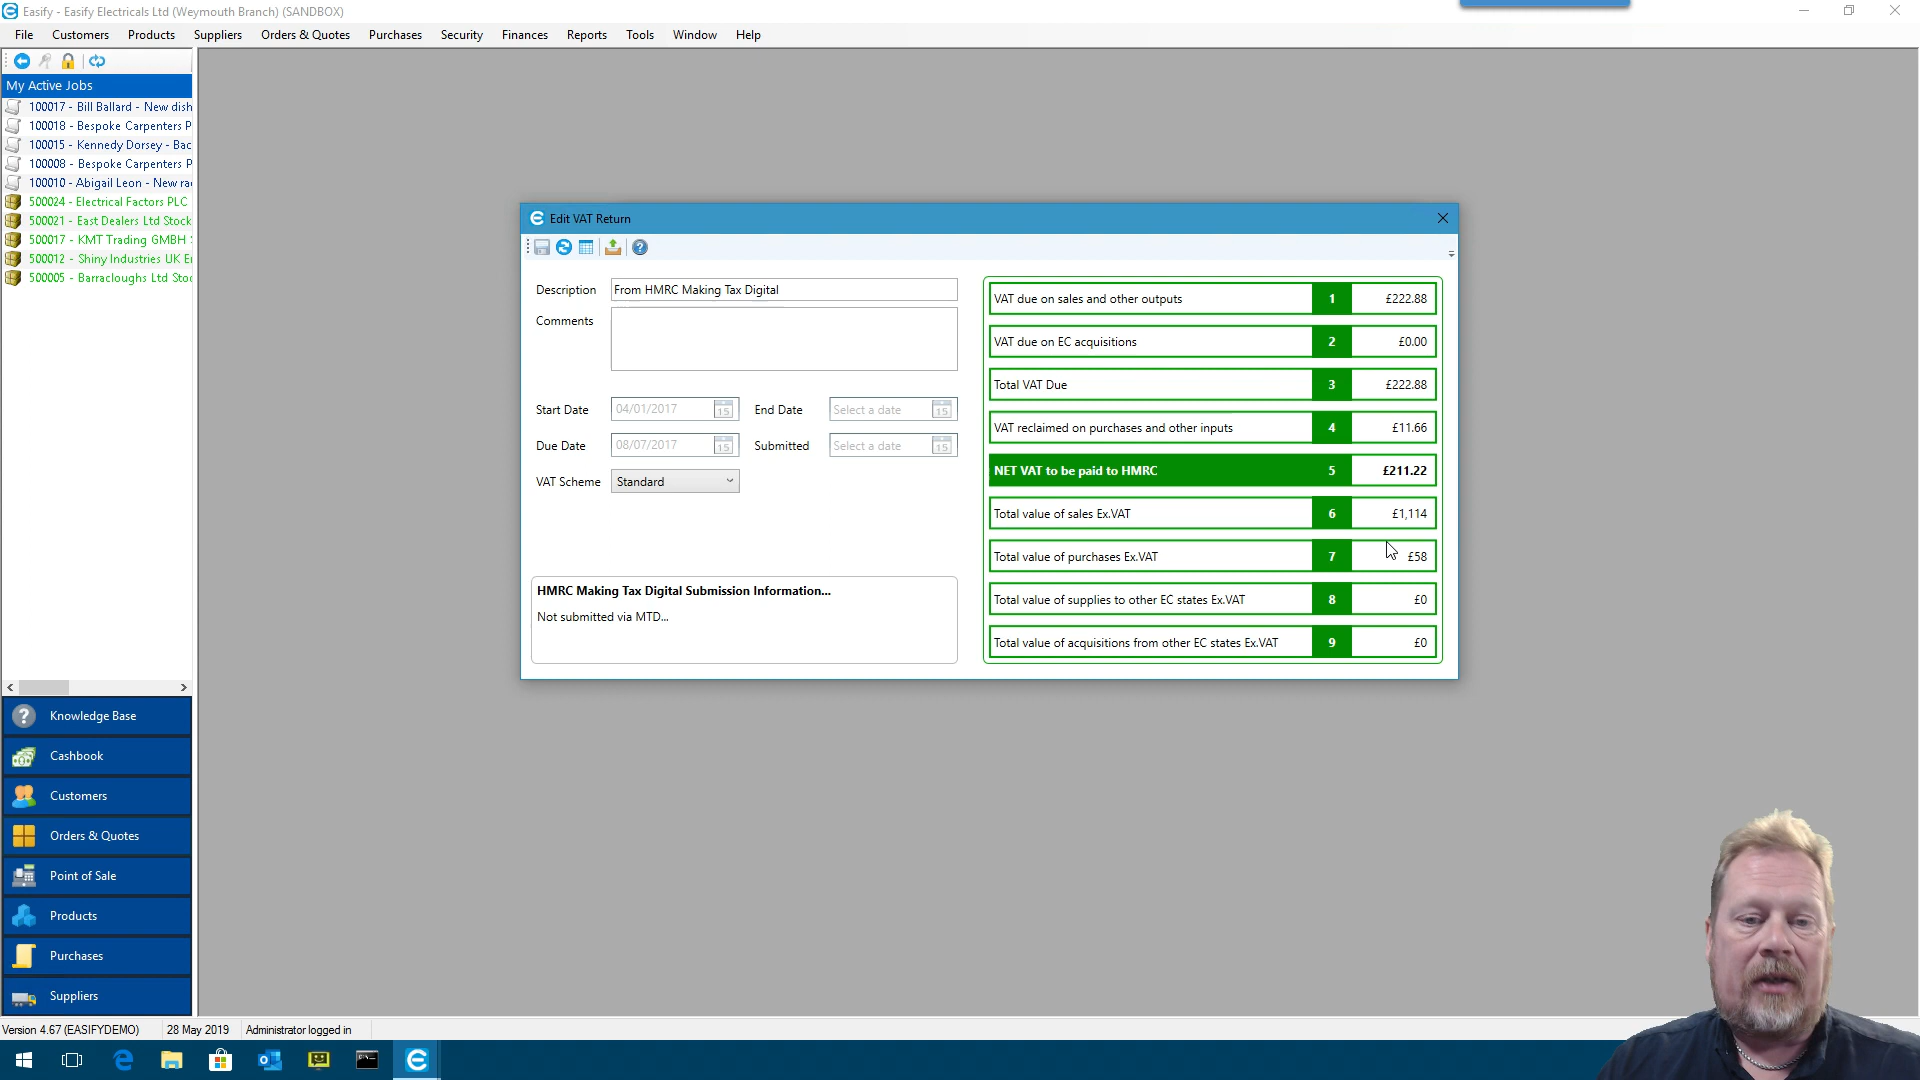 Easify - Easify Electricals Ltd (Weymouth Branch) (SANDBOX)
File Customers Products Suppliers Orders & Quotes Purchases Security Finances Reports Tools Window Help
My Active Jobs
100017 - Bill Ballard - New dish
100018 - Bespoke Carpenters P
100015 - Kennedy Dorsey - Bac
100008 - Bespoke Carpenters P
100010 - Abigail Leon - New ra
500024 - Electrical Factors PLC
500021 - East Dealers Ltd Stock
500017 - KMT Trading GMBH
500012 - Shiny Industries UK E
500005 - Barracloughs Ltd Sto
Knowledge Base
Cashbook
Customers
Orders & Quotes
Point of Sale
Products
Purchases
Suppliers
Edit VAT Return
Description From HMRC Making Tax Digital
Comments
Start Date 04/01/2017 15 End Date Select a date 15
Due Date 08/07/2017 15 Submitted Select a date 15
VAT Scheme Standard
HMRC Making Tax Digital Submission Information...
Not submitted via MTD...
VAT due on sales and other outputs 1 £222.88
VAT due on EC acquisitions 2 £0.00
Total VAT Due 3 £222.88
VAT reclaimed on purchases and other inputs 4 £11.66
NET VAT to be paid to HMRC 5 £211.22
Total value of sales Ex.VAT 6 £1,114
Total value of purchases Ex.VAT 7 £58
Total value of supplies to other EC states Ex.VAT 8 £0
Total value of acquisitions from other EC states Ex.VAT 9 £0
Version 4.67 (EASIFYDEMO) 28 May 2019 Administrator logged in